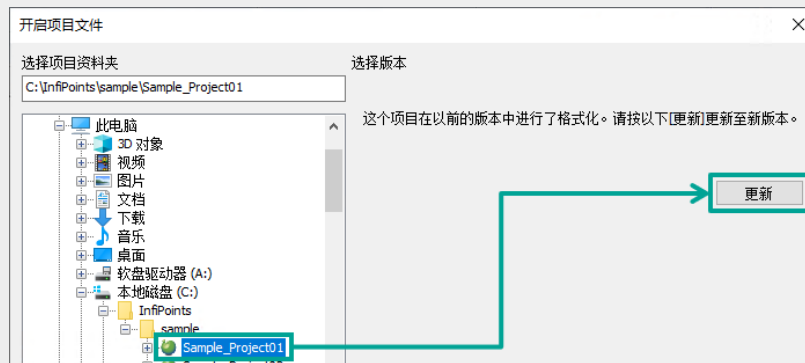 开启项目文件
选择项目资料夹
选择版本
C:\InfiPoints\sample\Sample_Project01
这个项目在以前的版本中进行了格式化。请按以下[更新]更新至新版本。
此电脑
3D 对象
视频
图片
文档
更新
下载
音乐
桌面
软盘驱动器 (A:)
本地磁盘 (C:)
InfiPoints
sample
Sample_Project01